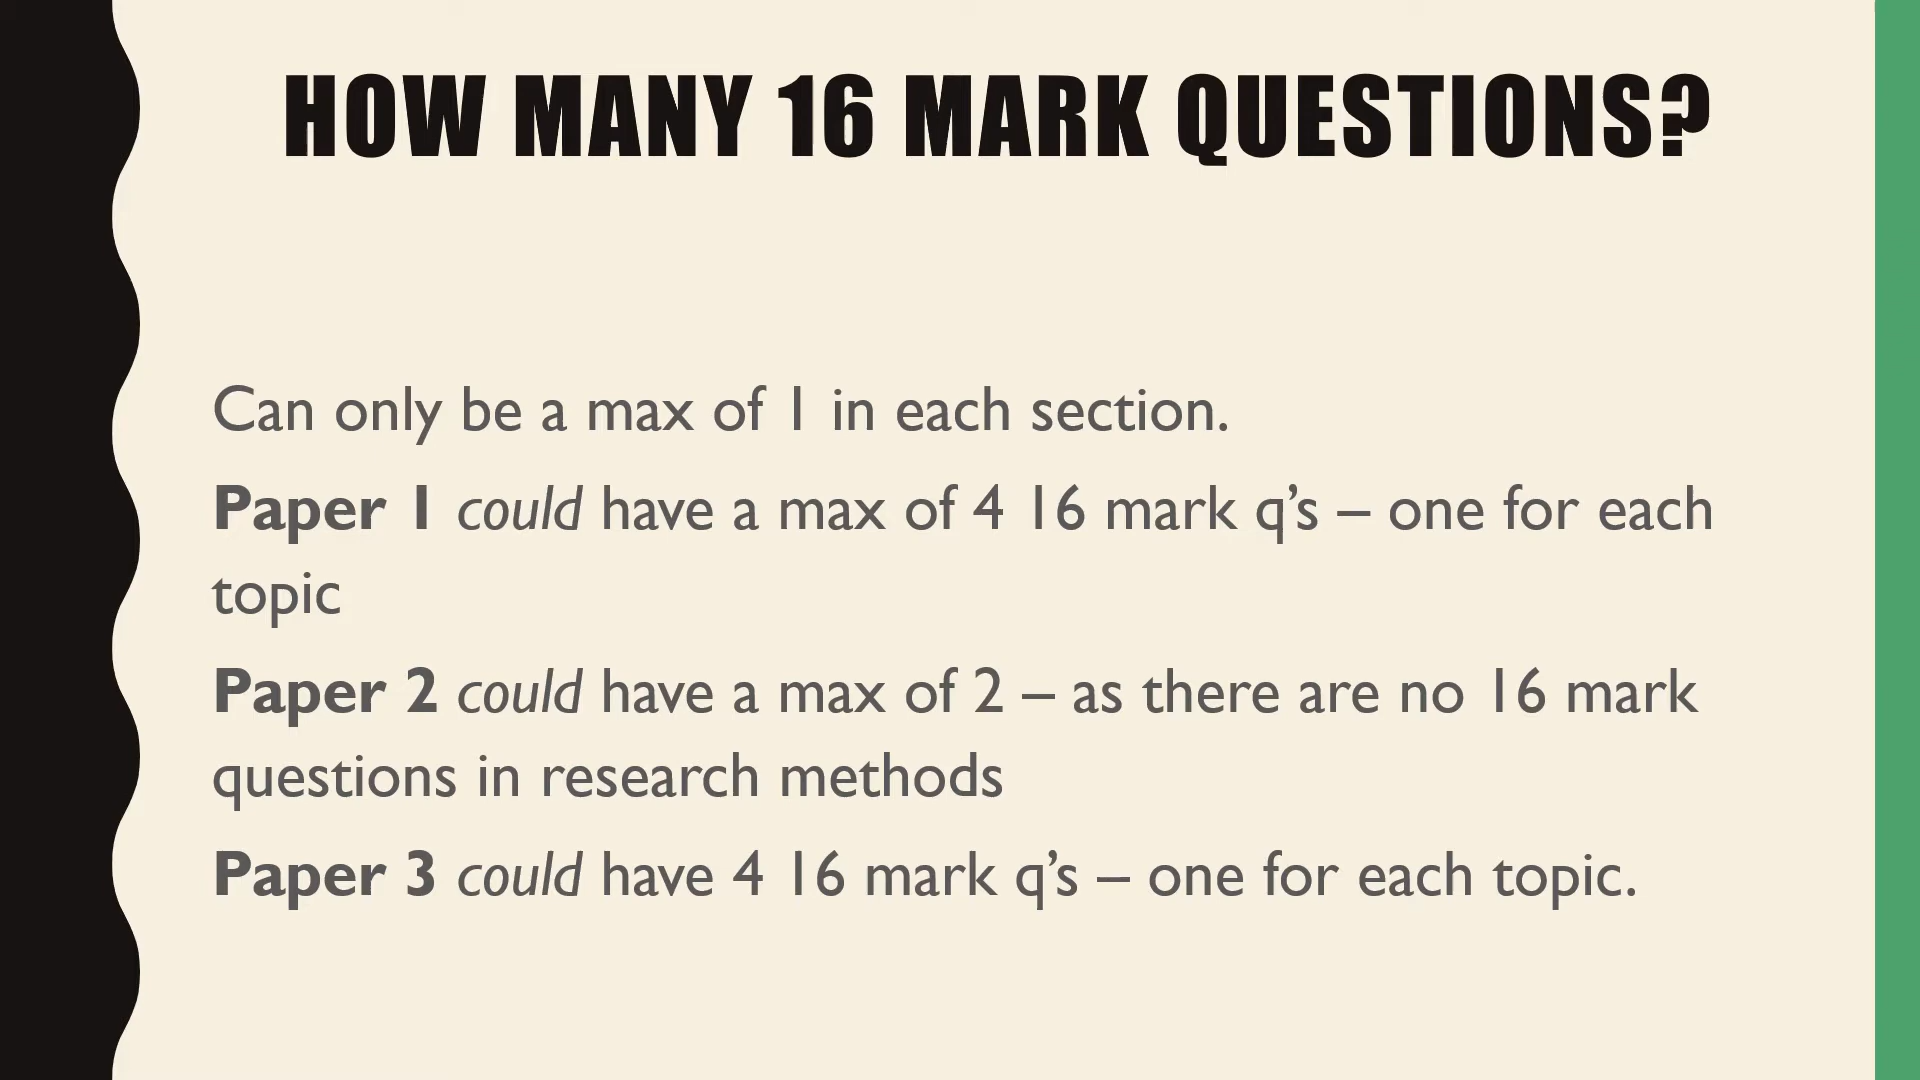 HOW MANY 16 MARK QUESTIONS?
Can only be a max of 1 in each section.
Paper 1 could have a max of 4 16 mark q’s – one for each
topic
Paper 2 could have a max of 2 – as there are no 16 mark
questions in research methods
Paper 3 could have 4 16 mark q’s – one for each topic.